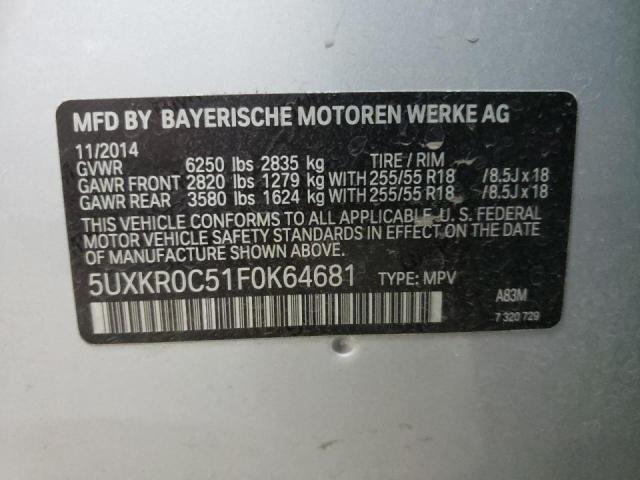 MFD BY BAYERISCHE MOTOREN WERKE AG
11/2014
GVWR 6250 lbs 2835 kg TIRE / RIM
GAWR FRONT 2820 lbs 1279 kg WITH 255/55 R18 /8.5J x 18
GAWR REAR 3580 lbs 1624 kg WITH 255/55 R18 /8.5J x 18
THIS VEHICLE CONFORMS TO ALL APPLICABLE U. S. FEDERAL
MOTOR VEHICLE SAFETY STANDARDS IN EFFECT ON THE DATE
OF MANUFACTURE SHOWN ABOVE.
5UXKR0C51F0K64681 TYPE: MPV
A83M
7 320 729